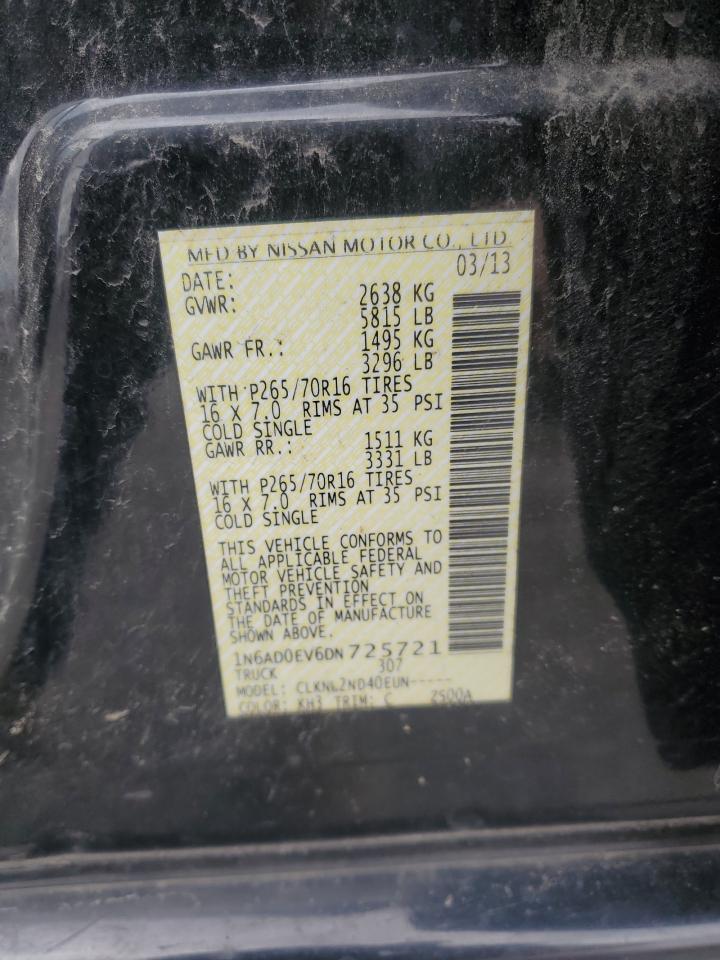 MFD BY NISSAN MOTOR CO., LTD.
DATE: 03/13
GVWR: 2638 KG
5815 LB
GAWR FR.: 1495 KG
3296 LB
WITH P265/70R16 TIRES
16 X 7.0 RIMS AT 35 PSI
COLD SINGLE
GAWR RR.: 1511 KG
3331 LB
WITH P265/70R16 TIRES
16 X 7.0 RIMS AT 35 PSI
COLD SINGLE
THIS VEHICLE CONFORMS TO
ALL APPLICABLE FEDERAL
MOTOR VEHICLE SAFETY AND
THEFT PREVENTION
STANDARDS IN EFFECT ON
THE DATE OF MANUFACTURE
SHOWN ABOVE.
1N6AD0EV6DN 725721
TRUCK 307
MODEL: CLKNL2ND40EUN-----
COLOR: KH3 TRIM: C 2500A